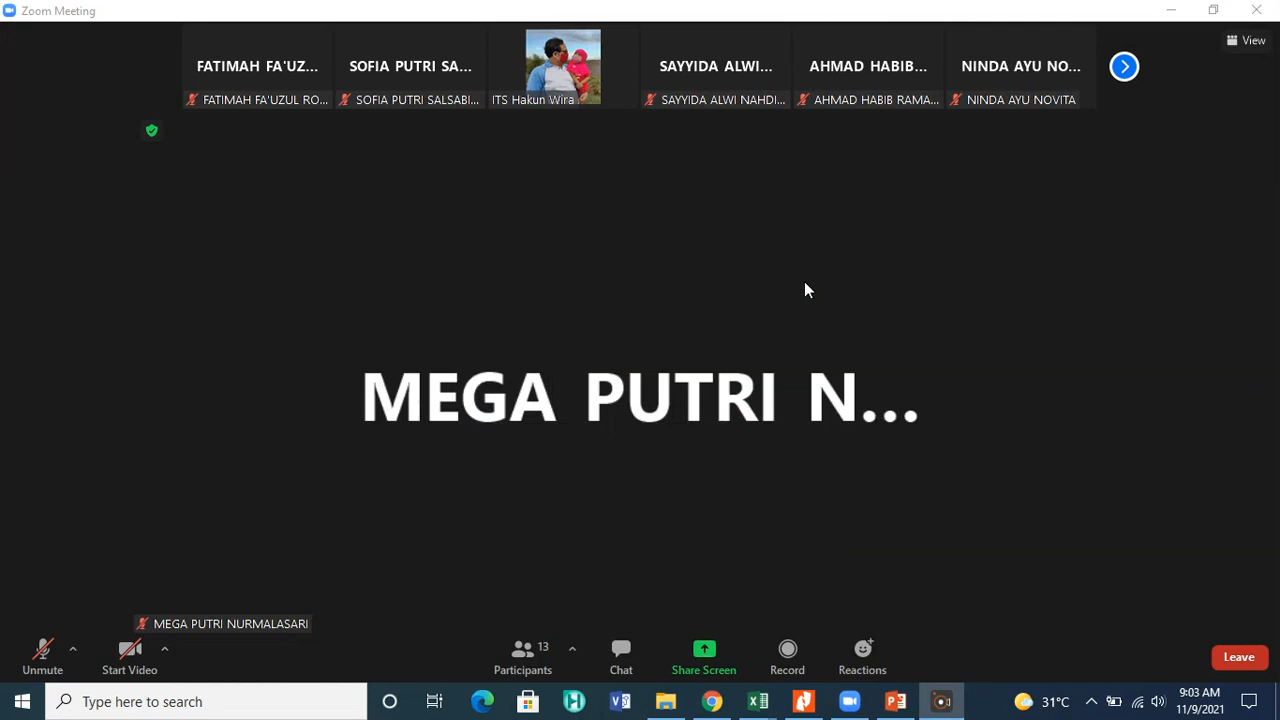 Zoom Meeting
View
FATIMAH FA'UZ...
SOFIA PUTRI SA...
SAYYIDA ALWI...
AHMAD HABIB...
NINDA AYU NO...
FATIMAH FA'UZUL RO...
SOFIA PUTRI SALSABI...
ITS Hakun Wira
SAYYIDA ALWI NAHDI...
AHMAD HABIB RAMA...
NINDA AYU NOVITA
MEGA PUTRI N...
MEGA PUTRI NURMALASARI
Unmute
Start Video
13
Participants
Chat
Share Screen
Record
Reactions
Leave
Type here to search
31°C
9:03 AM
11/9/2021